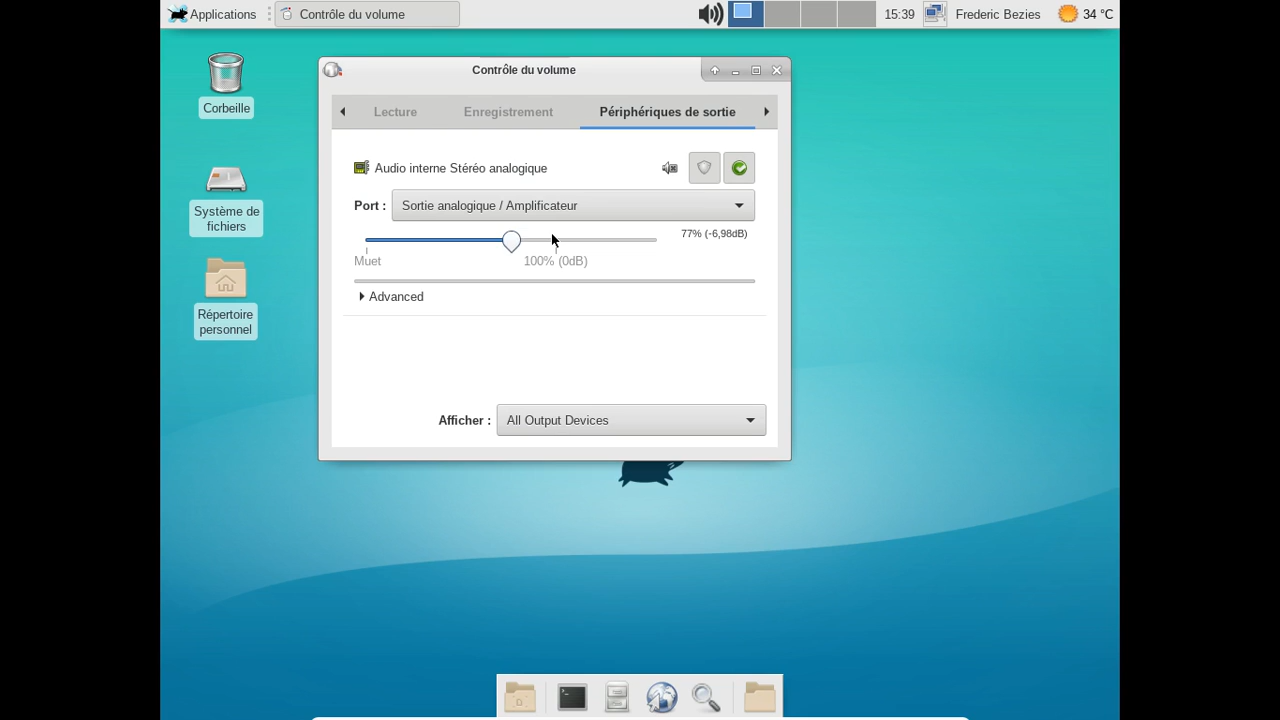 Applications
Contrôle du volume
15:39
Frederic Bezies
34 °C
Corbeille
Système de
fichiers
Répertoire
personnel
Contrôle du volume
Lecture
Enregistrement
Périphériques de sortie
Audio interne Stéréo analogique
Port :
Sortie analogique / Amplificateur
77% (-6,98dB)
Muet
100% (0dB)
Advanced
Afficher :
All Output Devices